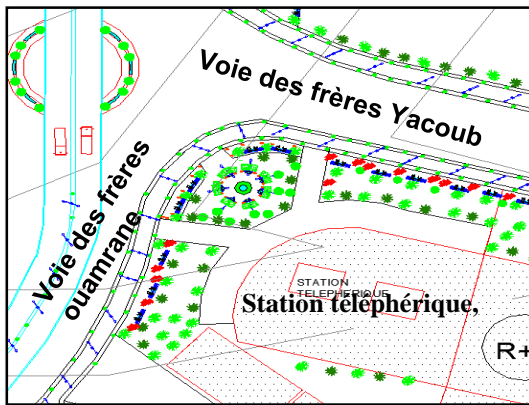 Voie des frères Yacoub
Voie des frères
ouamrane
STATION
TELEPHERIQUE
Station téléphérique,
R+